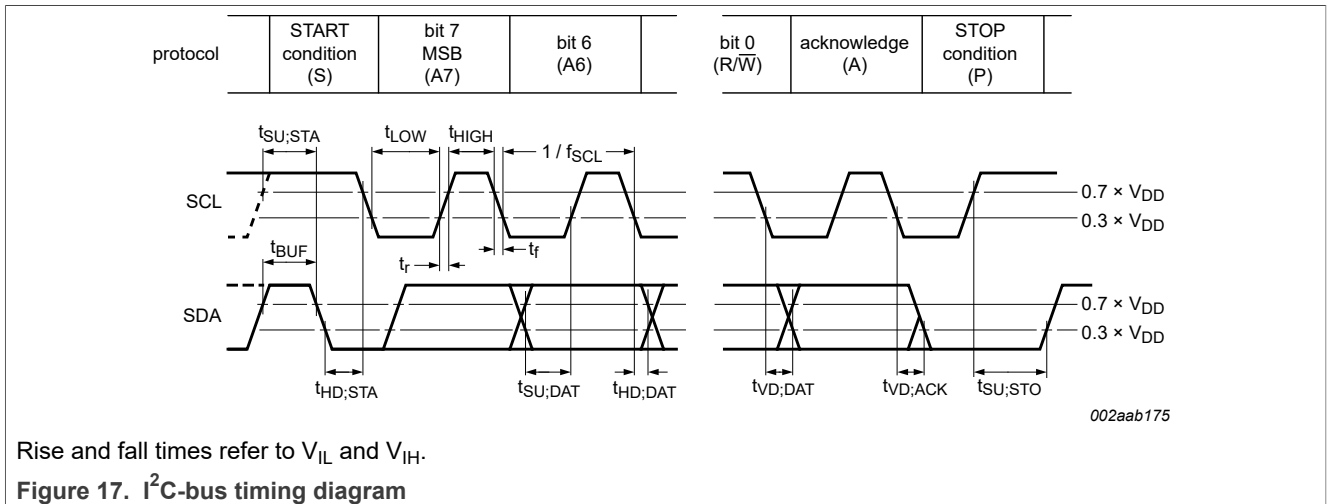 protocol
START
condition
(S)
bit 7
MSB
(A7)
bit 6
(A6)
bit 0
(R/W̅)
acknowledge
(A)
STOP
condition
(P)
tSU;STA
tLOW
tHIGH
1 / fSCL
SCL
0.7 × VDD
0.3 × VDD
tBUF
tr
tf
SDA
0.7 × VDD
0.3 × VDD
tHD;STA
tSU;DAT
tHD;DAT
tVD;DAT
tVD;ACK
tSU;STO
002aab175
Rise and fall times refer to VIL and VIH.
Figure 17. I²C-bus timing diagram